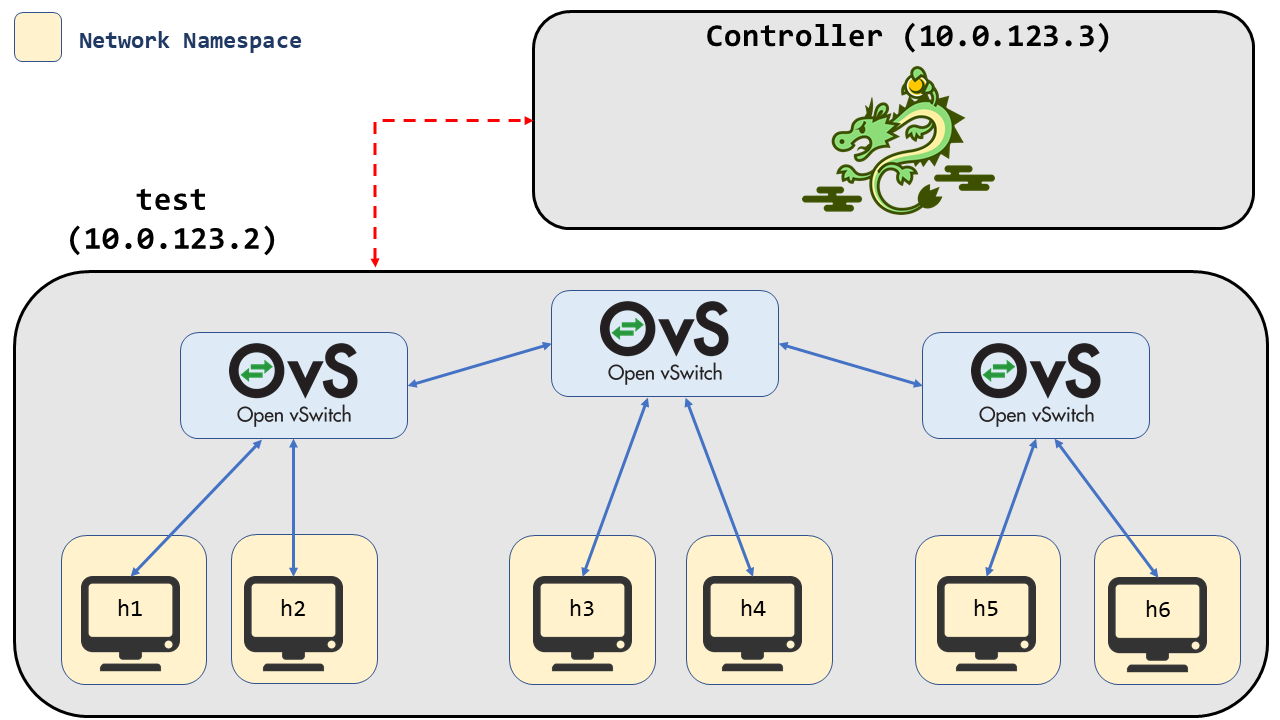 Network Namespace
Controller (10.0.123.3)
test
(10.0.123.2)
OvS
Open vSwitch
OvS
Open vSwitch
OvS
Open vSwitch
h1
h2
h3
h4
h5
h6